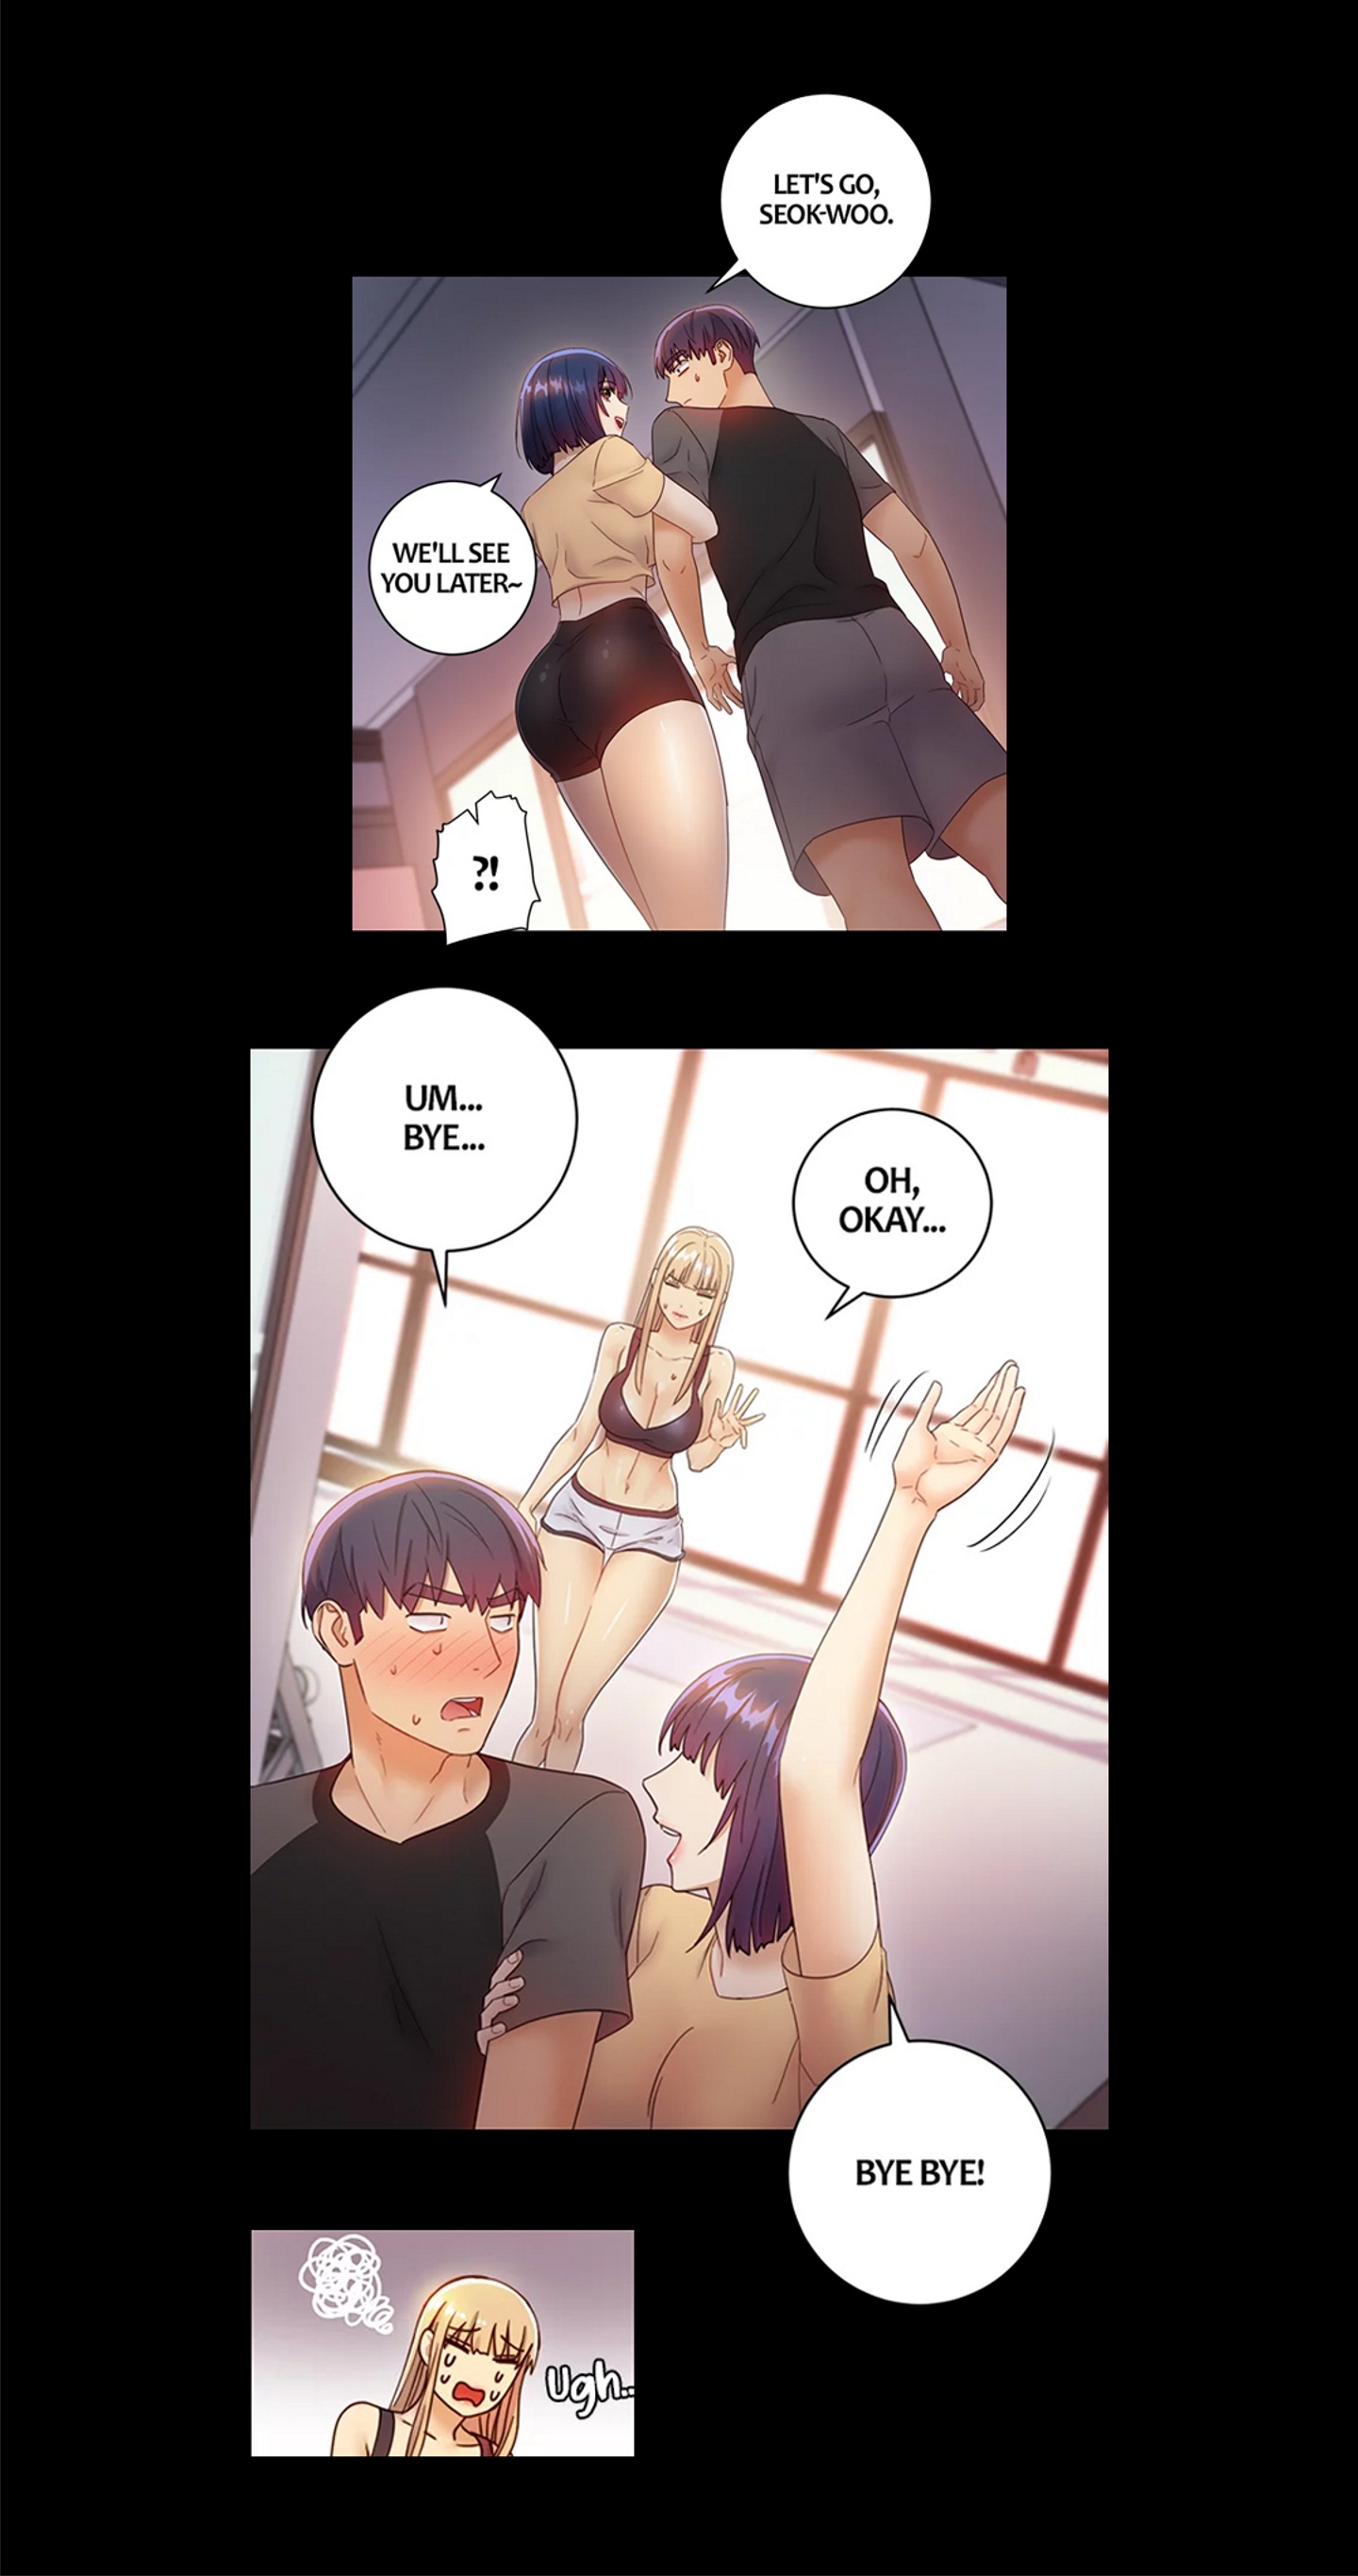 LET'S GO,
SEOK-WOO.
WE'LL SEE
YOU LATER~
?!
UM...
BYE...
OH,
OKAY...
BYE BYE!
Ugh..